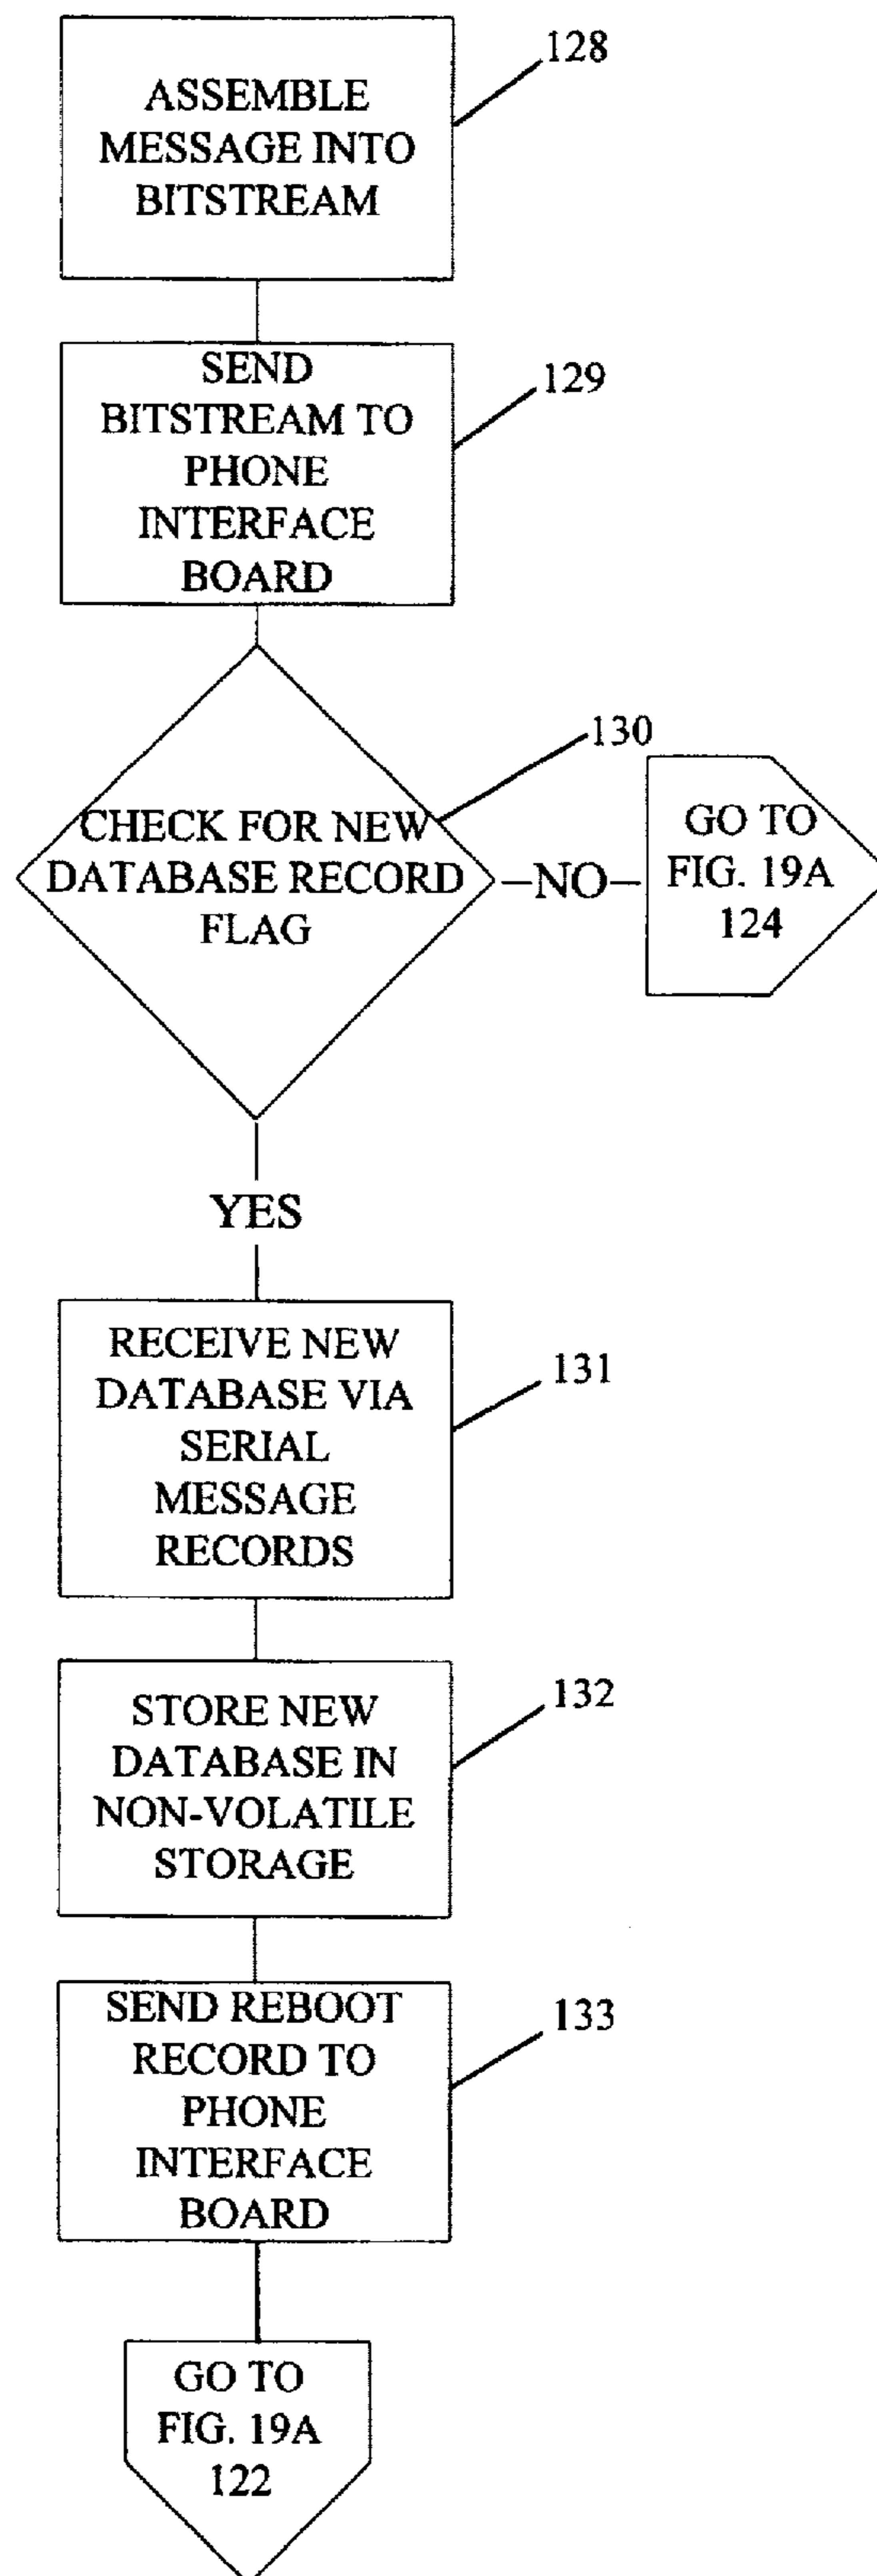 128
ASSEMBLE
MESSAGE INTO
BITSTREAM
129
SEND
BITSTREAM TO
PHONE
INTERFACE
BOARD
130
CHECK FOR NEW
DATABASE RECORD
FLAG
NO
GO TO
FIG. 19A
124
YES
131
RECEIVE NEW
DATABASE VIA
SERIAL
MESSAGE
RECORDS
132
STORE NEW
DATABASE IN
NON-VOLATILE
STORAGE
133
SEND REBOOT
RECORD TO
PHONE
INTERFACE
BOARD
GO TO
FIG. 19A
122